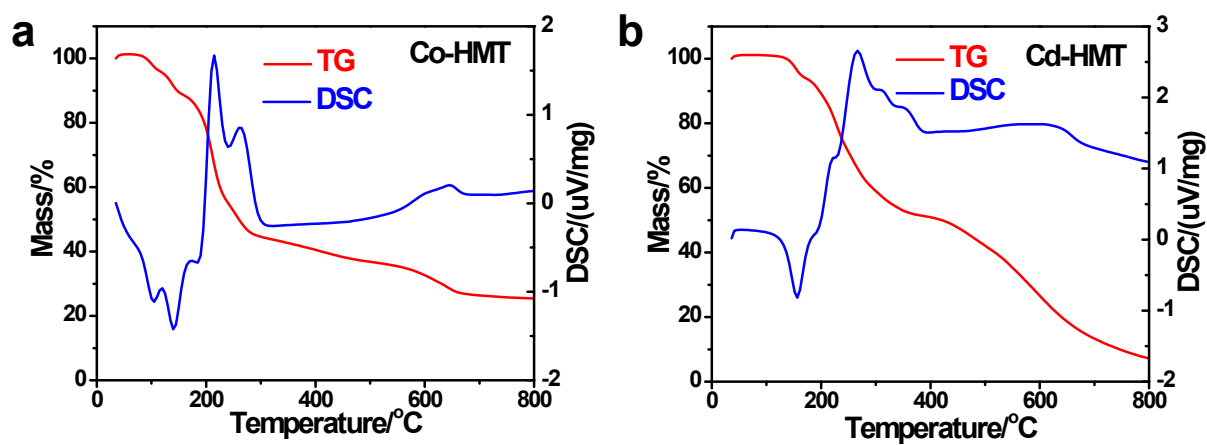 a
Co-HMT
TG
DSC
Mass/%
100
80
60
40
20
0
0
200
400
600
800
Temperature/°C
2
1
0
-1
-2
DSC/(uV/mg)
b
Cd-HMT
TG
DSC
Mass/%
100
80
60
40
20
0
0
200
400
600
800
Temperature/°C
3
2
1
0
-1
-2
DSC/(uV/mg)